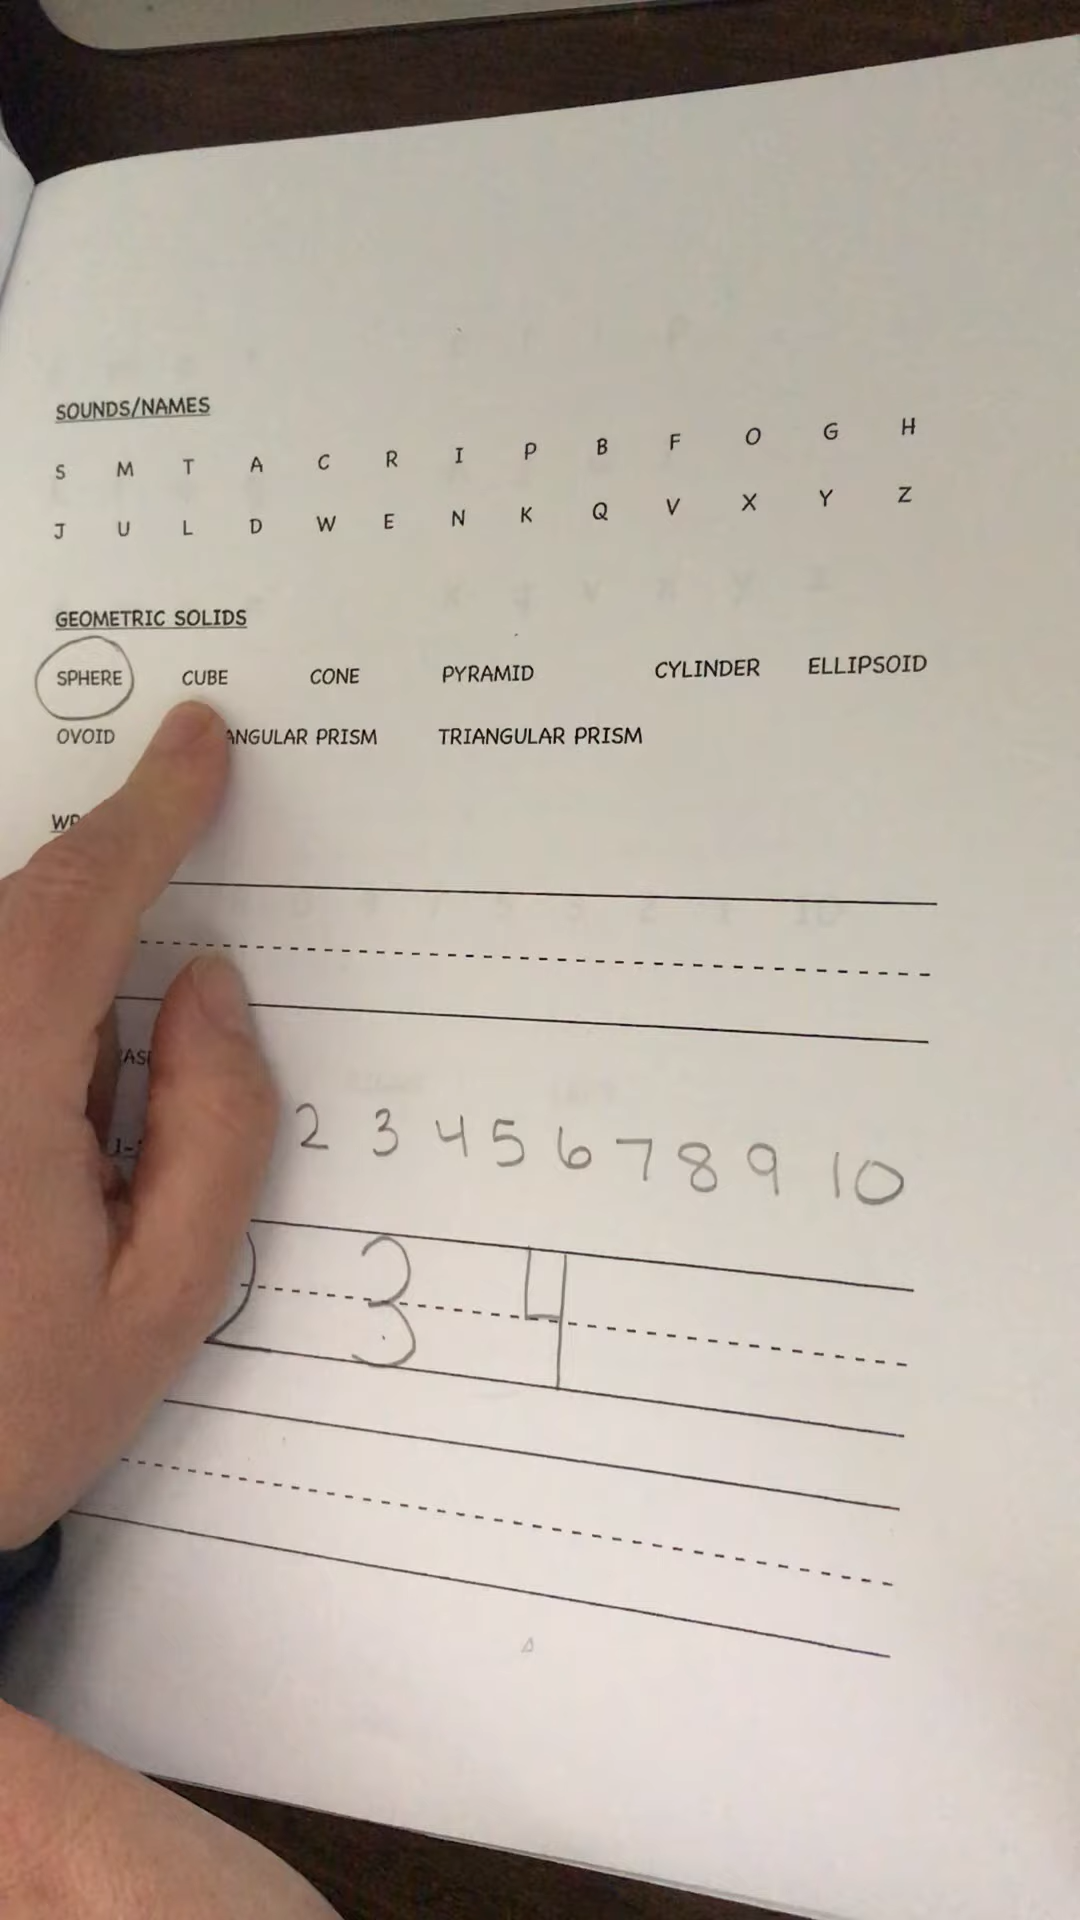 SOUNDS/NAMES
S M T A C R I P B F O G H
J U L D W E N K Q V X Y Z
GEOMETRIC SOLIDS
SPHERE CUBE CONE PYRAMID CYLINDER ELLIPSOID
OVOID ANGULAR PRISM TRIANGULAR PRISM
2 3 4 5 6 7 8 9 10
2 3 4